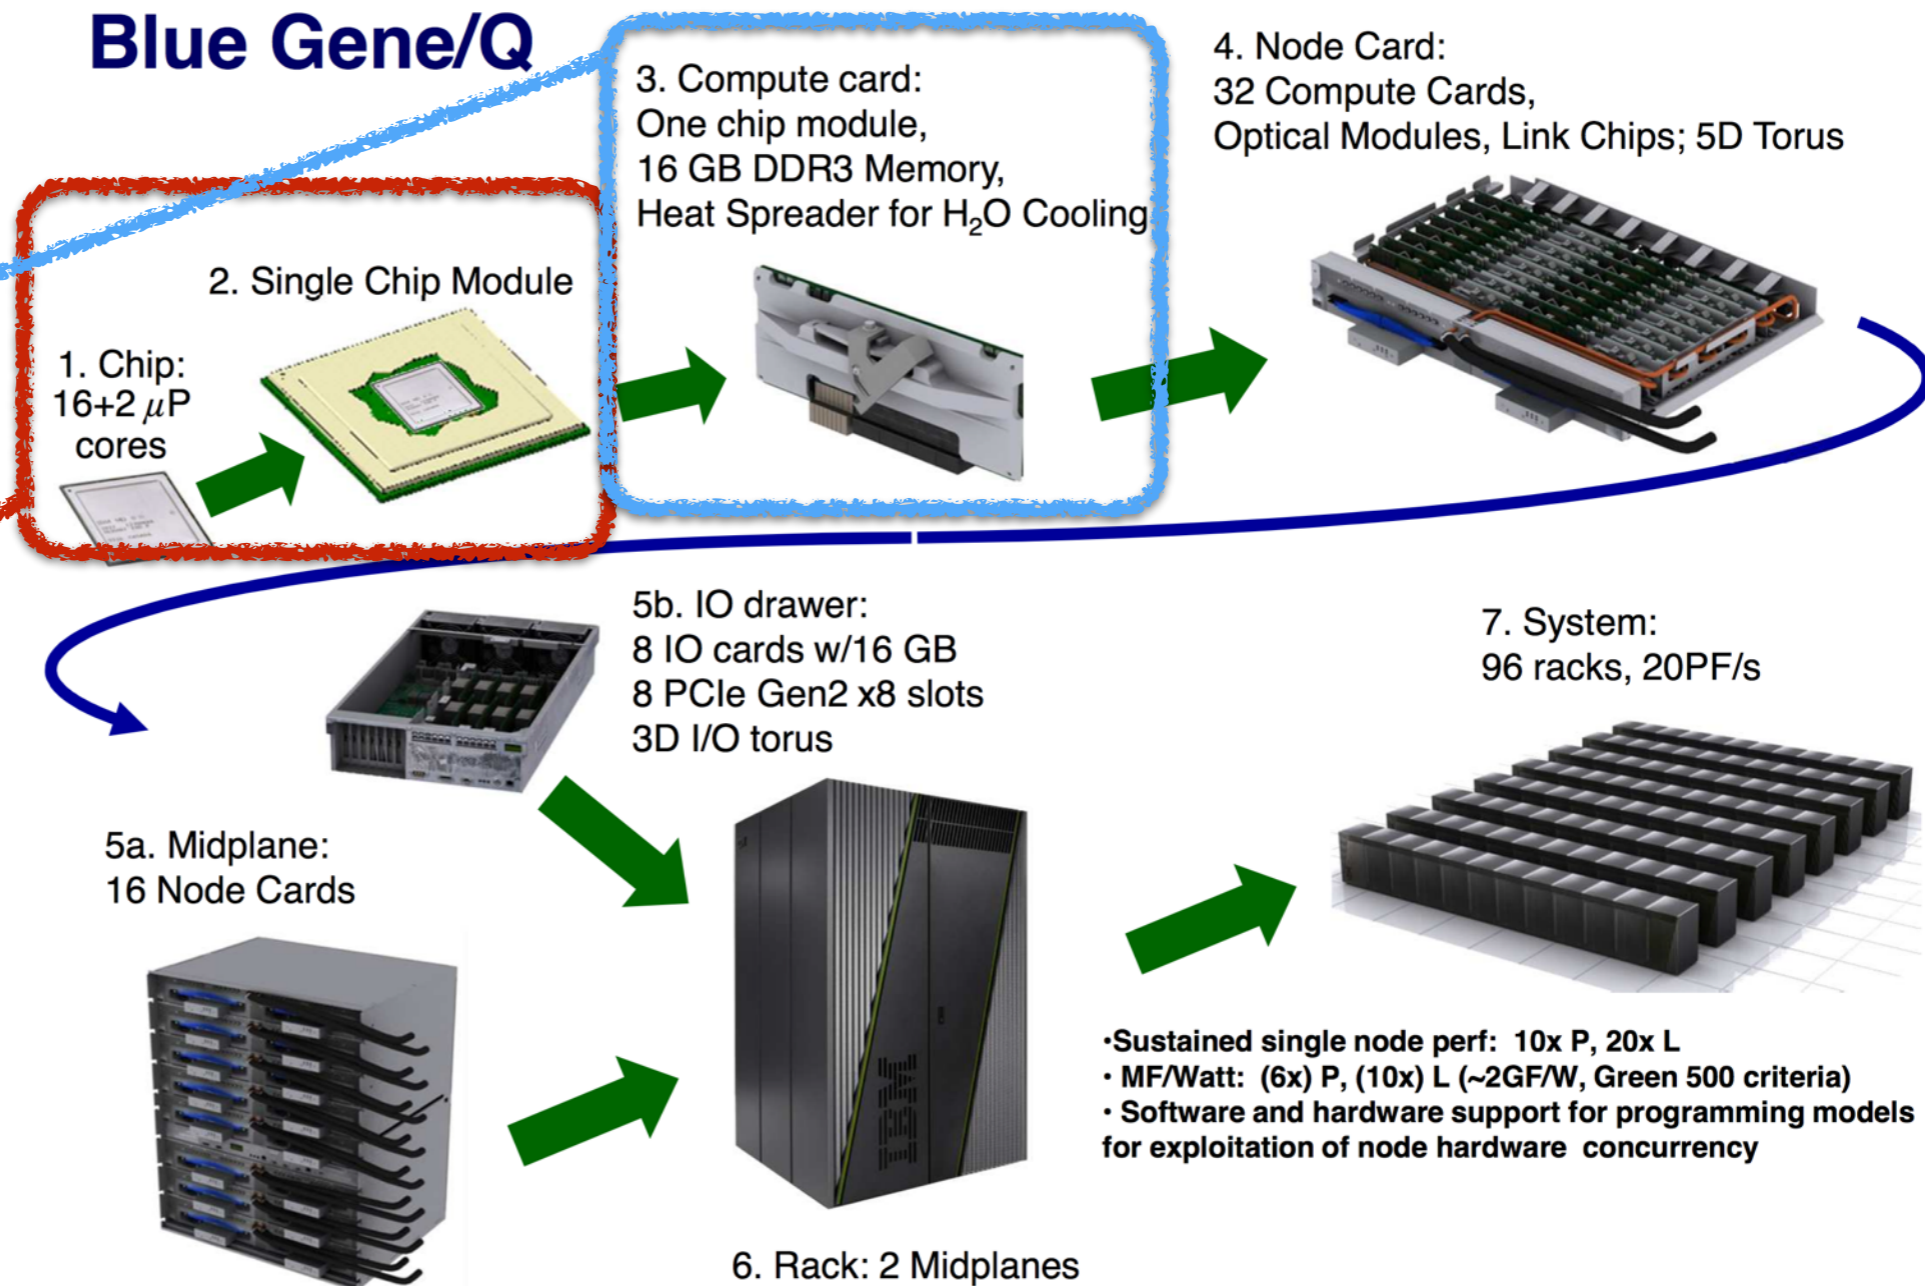 Blue Gene/Q
1. Chip:
16+2 μP
cores
2. Single Chip Module
3. Compute card:
One chip module,
16 GB DDR3 Memory,
Heat Spreader for H₂O Cooling
4. Node Card:
32 Compute Cards,
Optical Modules, Link Chips; 5D Torus
5a. Midplane:
16 Node Cards
5b. IO drawer:
8 IO cards w/16 GB
8 PCIe Gen2 x8 slots
3D I/O torus
IBM
6. Rack: 2 Midplanes
7. System:
96 racks, 20PF/s
•Sustained single node perf: 10x P, 20x L
• MF/Watt: (6x) P, (10x) L (~2GF/W, Green 500 criteria)
• Software and hardware support for programming models
for exploitation of node hardware concurrency